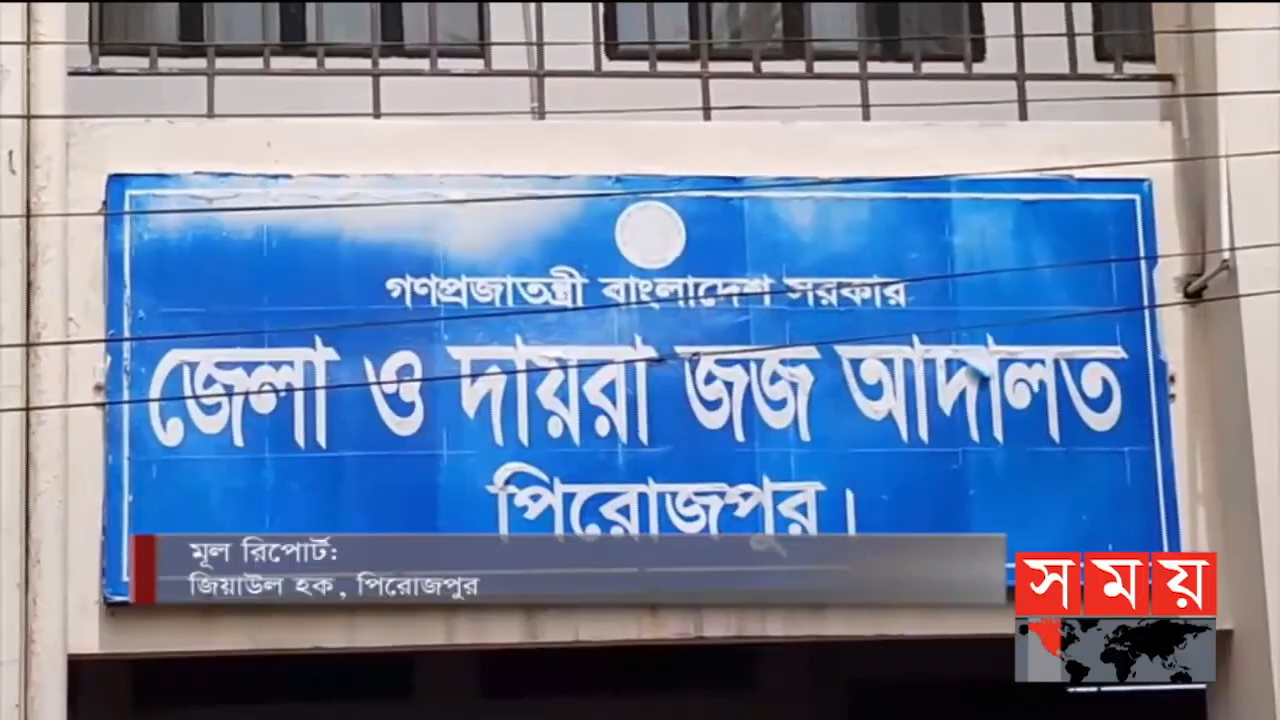 গণপ্রজাতন্ত্রী বাংলাদেশ সরকার
জেলা ও দায়রা জজ আদালত
পিরোজপুর।
মূল রিপোর্ট:
জিয়াউল হক, পিরোজপুর
সময়